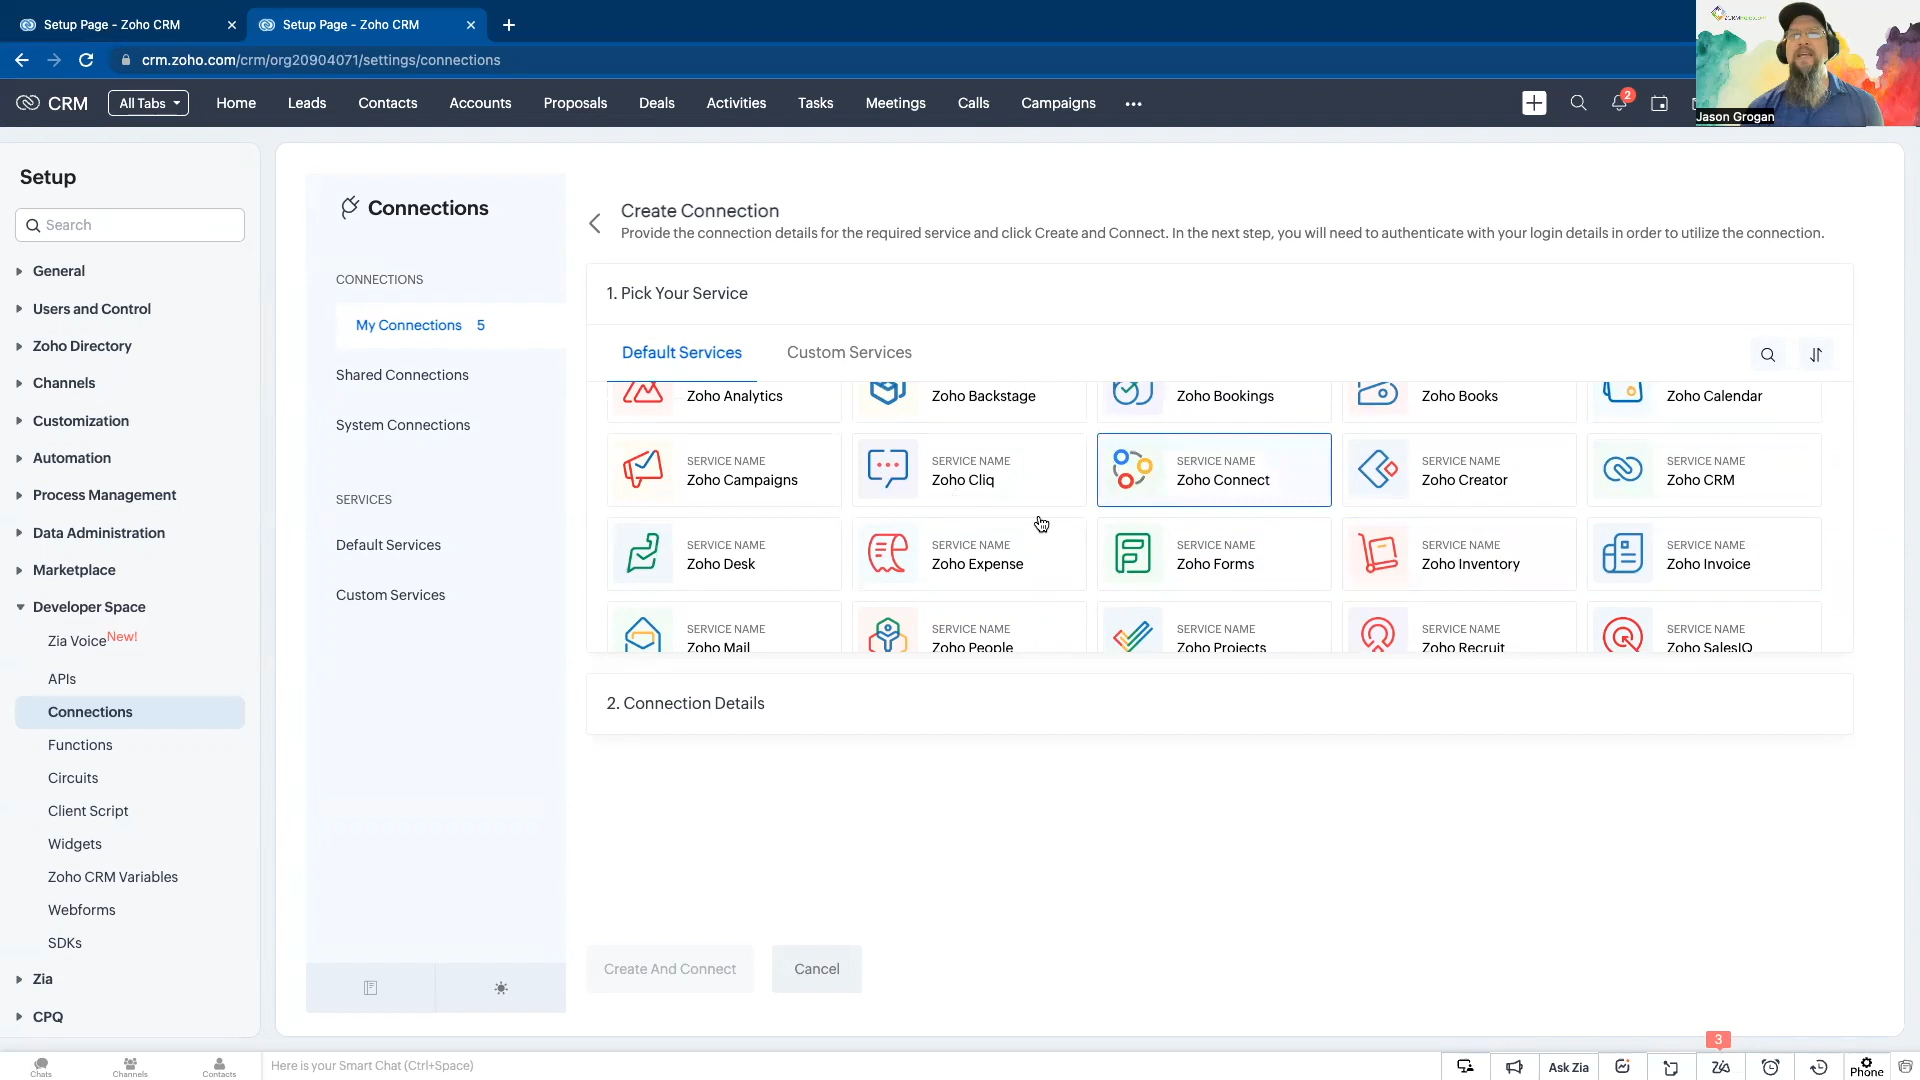 Setup Page - Zoho CRM
Setup Page - Zoho CRM
crm.zoho.com/crm/org20904071/settings/connections
CRM
All Tabs
Home
Leads
Contacts
Accounts
Proposals
Deals
Activities
Tasks
Meetings
Calls
Campaigns
2
Jason Grogan
Setup
Search
General
Users and Control
Zoho Directory
Channels
Customization
Automation
Process Management
Data Administration
Marketplace
Developer Space
Zia Voice New!
APIs
Connections
Functions
Circuits
Client Script
Widgets
Zoho CRM Variables
Webforms
SDKs
Zia
CPQ
Connections
CONNECTIONS
My Connections 5
Shared Connections
System Connections
SERVICES
Default Services
Custom Services
Create Connection
Provide the connection details for the required service and click Create and Connect. In the next step, you will need to authenticate with your login details in order to utilize the connection.
1. Pick Your Service
Default Services
Custom Services
Zoho Analytics
Zoho Backstage
Zoho Bookings
Zoho Books
Zoho Calendar
SERVICE NAME
Zoho Campaigns
SERVICE NAME
Zoho Cliq
SERVICE NAME
Zoho Connect
SERVICE NAME
Zoho Creator
SERVICE NAME
Zoho CRM
SERVICE NAME
Zoho Desk
SERVICE NAME
Zoho Expense
SERVICE NAME
Zoho Forms
SERVICE NAME
Zoho Inventory
SERVICE NAME
Zoho Invoice
SERVICE NAME
Zoho Mail
SERVICE NAME
Zoho People
SERVICE NAME
Zoho Projects
SERVICE NAME
Zoho Recruit
SERVICE NAME
Zoho SalesIQ
2. Connection Details
Create And Connect
Cancel
Chats
Channels
Contacts
Here is your Smart Chat (Ctrl+Space)
Ask Zia
3
Phone